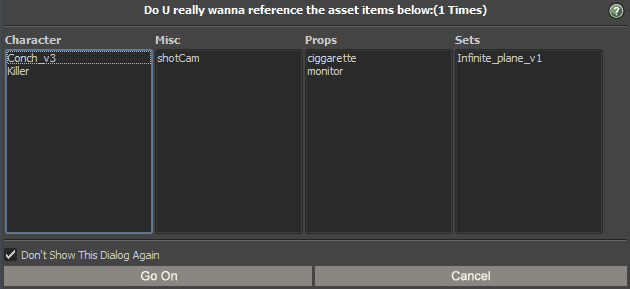 Do U really wanna reference the asset items below:(1 Times)
?
Character
Misc
Props
Sets
Conch_v3
Killer
shotCam
ciggarette
monitor
Infinite_plane_v1
Don't Show This Dialog Again
Go On
Cancel